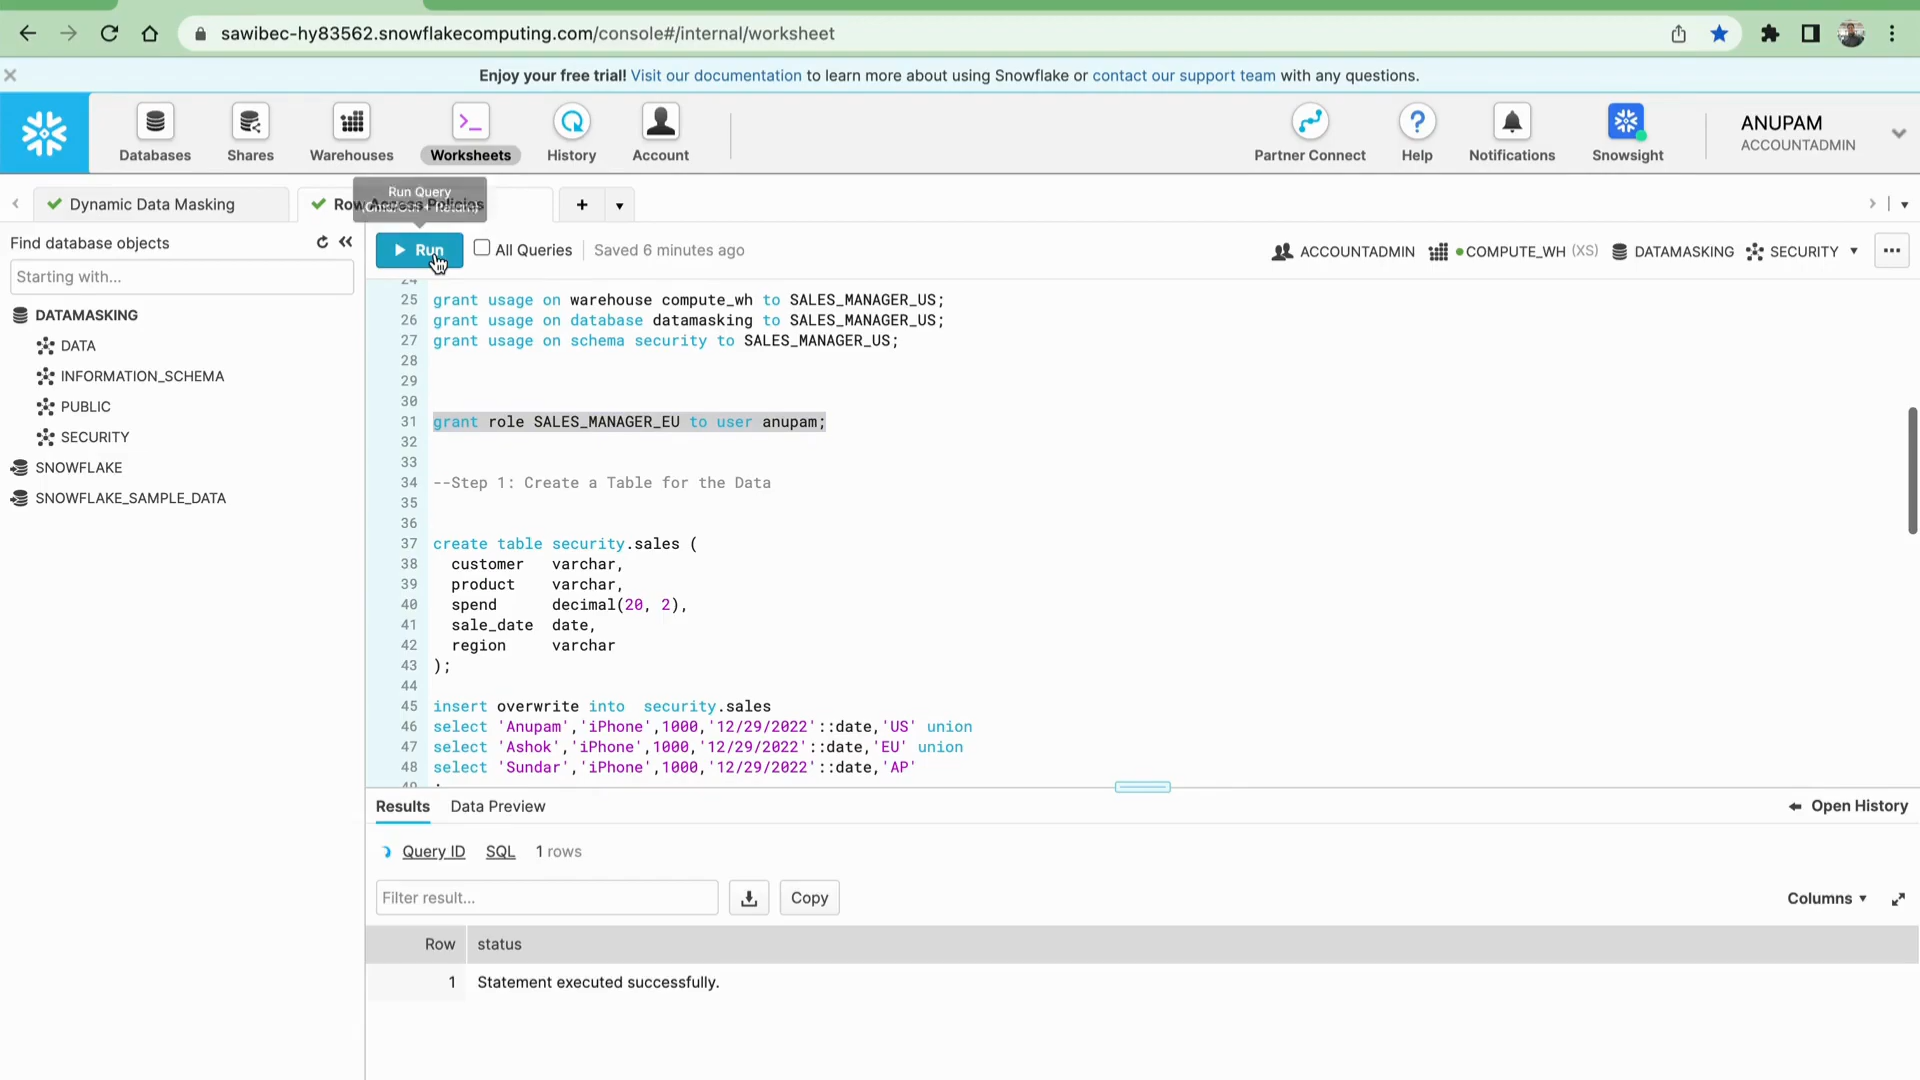 sawibec-hy83562.snowflakecomputing.com/console#/internal/worksheet
Enjoy your free trial! Visit our documentation to learn more about using Snowflake or contact our support team with any questions.
Databases Shares Warehouses Worksheets History Account Partner Connect Help Notifications Snowsight ANUPAM
ACCOUNTADMIN
Dynamic Data Masking Row Access Policies
Run Query
Find database objects
Run All Queries Saved 6 minutes ago ACCOUNTADMIN COMPUTE_WH (XS) DATAMASKING SECURITY
Starting with...
DATAMASKING
DATA
INFORMATION_SCHEMA
PUBLIC
SECURITY
SNOWFLAKE
SNOWFLAKE_SAMPLE_DATA
24
25 grant usage on warehouse compute_wh to SALES_MANAGER_US;
26 grant usage on database datamasking to SALES_MANAGER_US;
27 grant usage on schema security to SALES_MANAGER_US;
28
29
30
31 grant role SALES_MANAGER_EU to user anupam;
32
33
34 --Step 1: Create a Table for the Data
35
36
37 create table security.sales (
38 customer varchar,
39 product varchar,
40 spend decimal(20, 2),
41 sale_date date,
42 region varchar
43 );
44
45 insert overwrite into security.sales
46 select 'Anupam','iPhone',1000,'12/29/2022'::date,'US' union
47 select 'Ashok','iPhone',1000,'12/29/2022'::date,'EU' union
48 select 'Sundar','iPhone',1000,'12/29/2022'::date,'AP'
49 ;
Results Data Preview Open History
Query ID SQL 1 rows
Filter result... Copy Columns
Row status
1 Statement executed successfully.